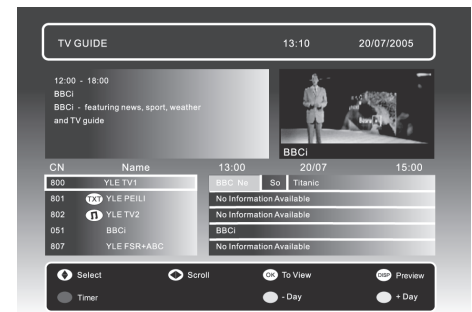 TV GUIDE 13:10 20/07/2005
12:00 - 18:00
BBCi
BBCi - featuring news, sport, weather
and TV guide
BBCi
CN Name 13:00 20/07 15:00
800 YLE TV1 BBC Ne So Titanic
801 TXT YLE PEILI No Information Available
802 YLE TV2 No Information Available
051 BBCi BBCi
807 YLE FSR+ABC No Information Available
Select Scroll OK To View DISP Preview
Timer - Day + Day